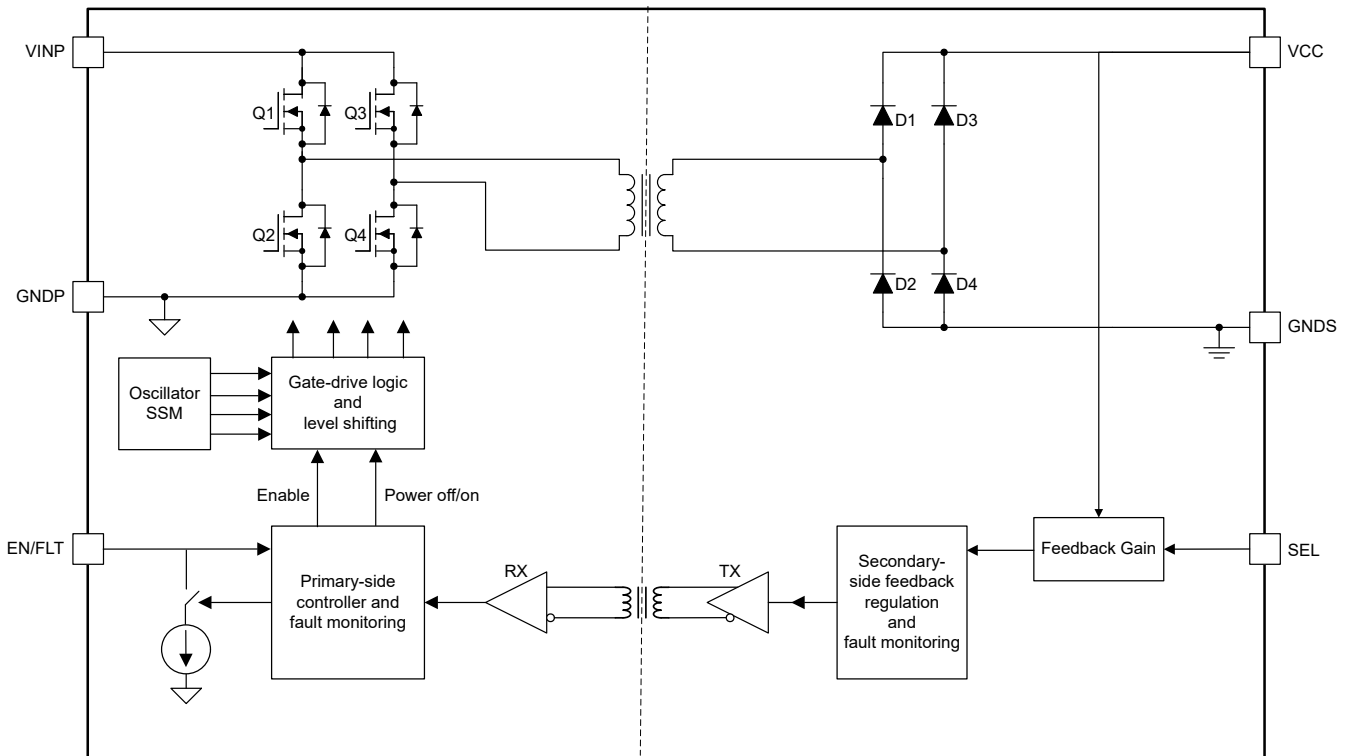 VINP
VCC
Q1
Q3
D1
D3
Q2
Q4
D2
D4
GNDP
GNDS
Oscillator
SSM
Gate-drive logic
and
level shifting
Enable
Power off/on
EN/FLT
Primary-side
controller and
fault monitoring
RX
TX
Secondary-
side feedback
regulation
and
fault monitoring
Feedback Gain
SEL